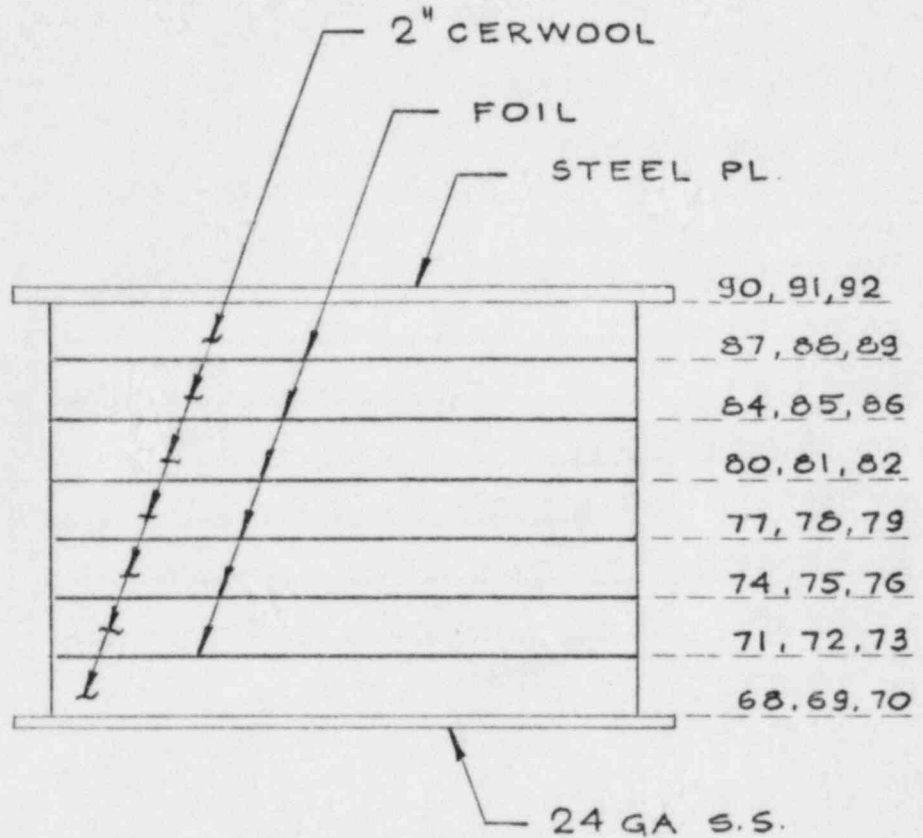 2" CERWOOL
FOIL
STEEL PL.
90, 91, 92
87, 88, 89
84, 85, 86
80, 81, 82
77, 78, 79
74, 75, 76
71, 72, 73
68, 69, 70
24 GA S.S.